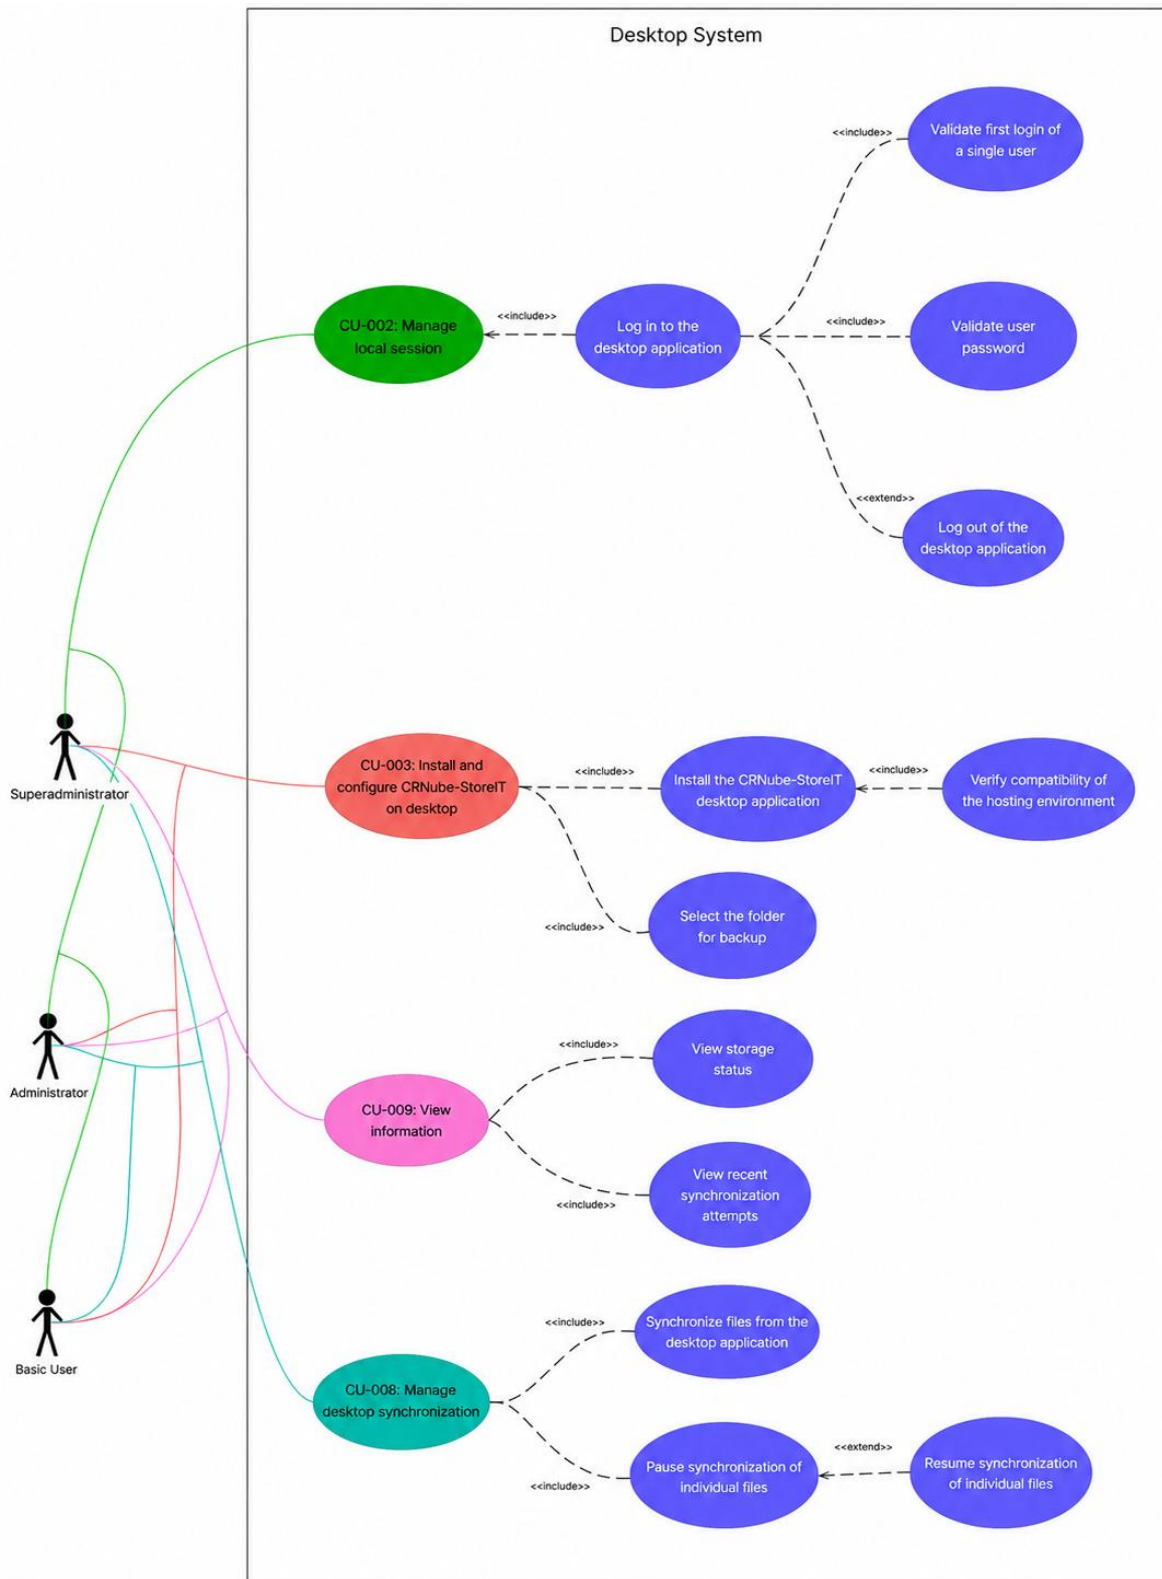 Desktop System
<<include>>
Validate first login of
a single user
CU-002: Manage
local session
<<include>>
Log in to the
desktop application
<<include>>
Validate user
password
<<extend>>
Log out of the
desktop application
Superadministrator
CU-003: Install and
configure CRNube-StoreIT
on desktop
<<include>>
Install the CRNube-StoreIT
desktop application
<<include>>
Verify compatibility of
the hosting environment
<<include>>
Select the folder
for backup
Administrator
CU-009: View
information
<<include>>
View storage
status
<<include>>
View recent
synchronization
attempts
Basic User
CU-008: Manage
desktop synchronization
<<include>>
Synchronize files from the
desktop application
<<include>>
Pause synchronization of
individual files
<<extend>>
Resume synchronization
of individual files